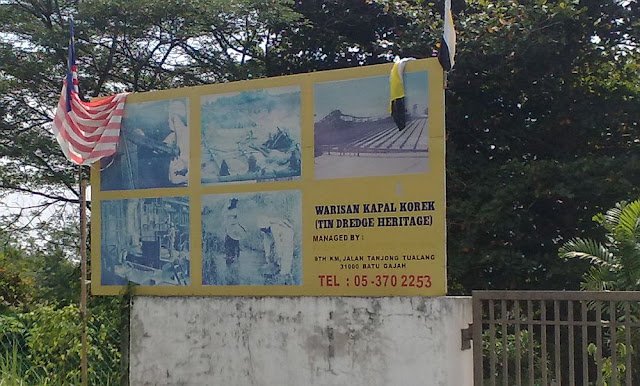 WARISAN KAPAL KOREK
(TIN DREDGE HERITAGE)
MANAGED BY :
9TH KM, JALAN TANJONG TUALANG
31000 BATU GAJAH
TEL : 05-370 2253